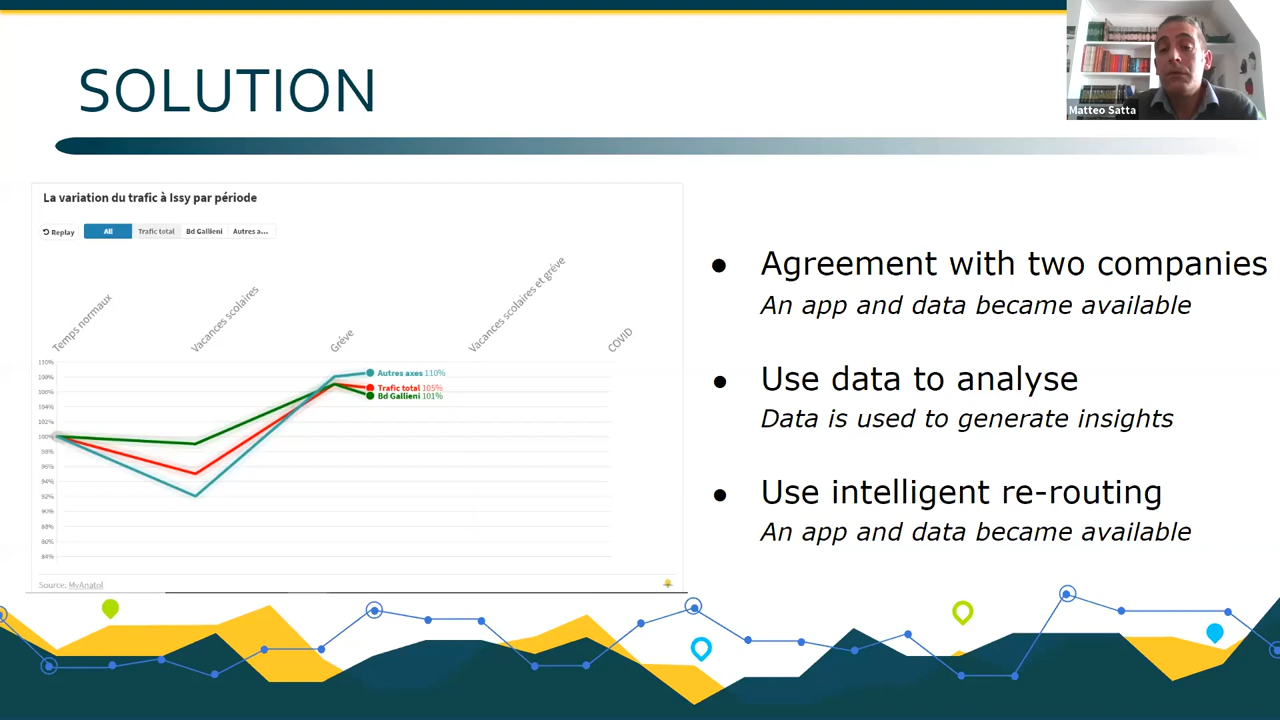 SOLUTION
Matteo Satta
La variation du trafic à Issy par période
Replay
All
Trafic total
Bd Gallieni
Autres a...
Temps normaux
Vacances scolaires
Gréve
Vacances scolaires et gréve
COVID
110%
108%
106%
104%
102%
100%
98%
96%
94%
92%
90%
88%
86%
84%
Autres axes 110%
Trafic total 105%
Bd Gallieni 101%
Source: MyAnatol
● Agreement with two companies
An app and data became available
● Use data to analyse
Data is used to generate insights
● Use intelligent re-routing
An app and data became available